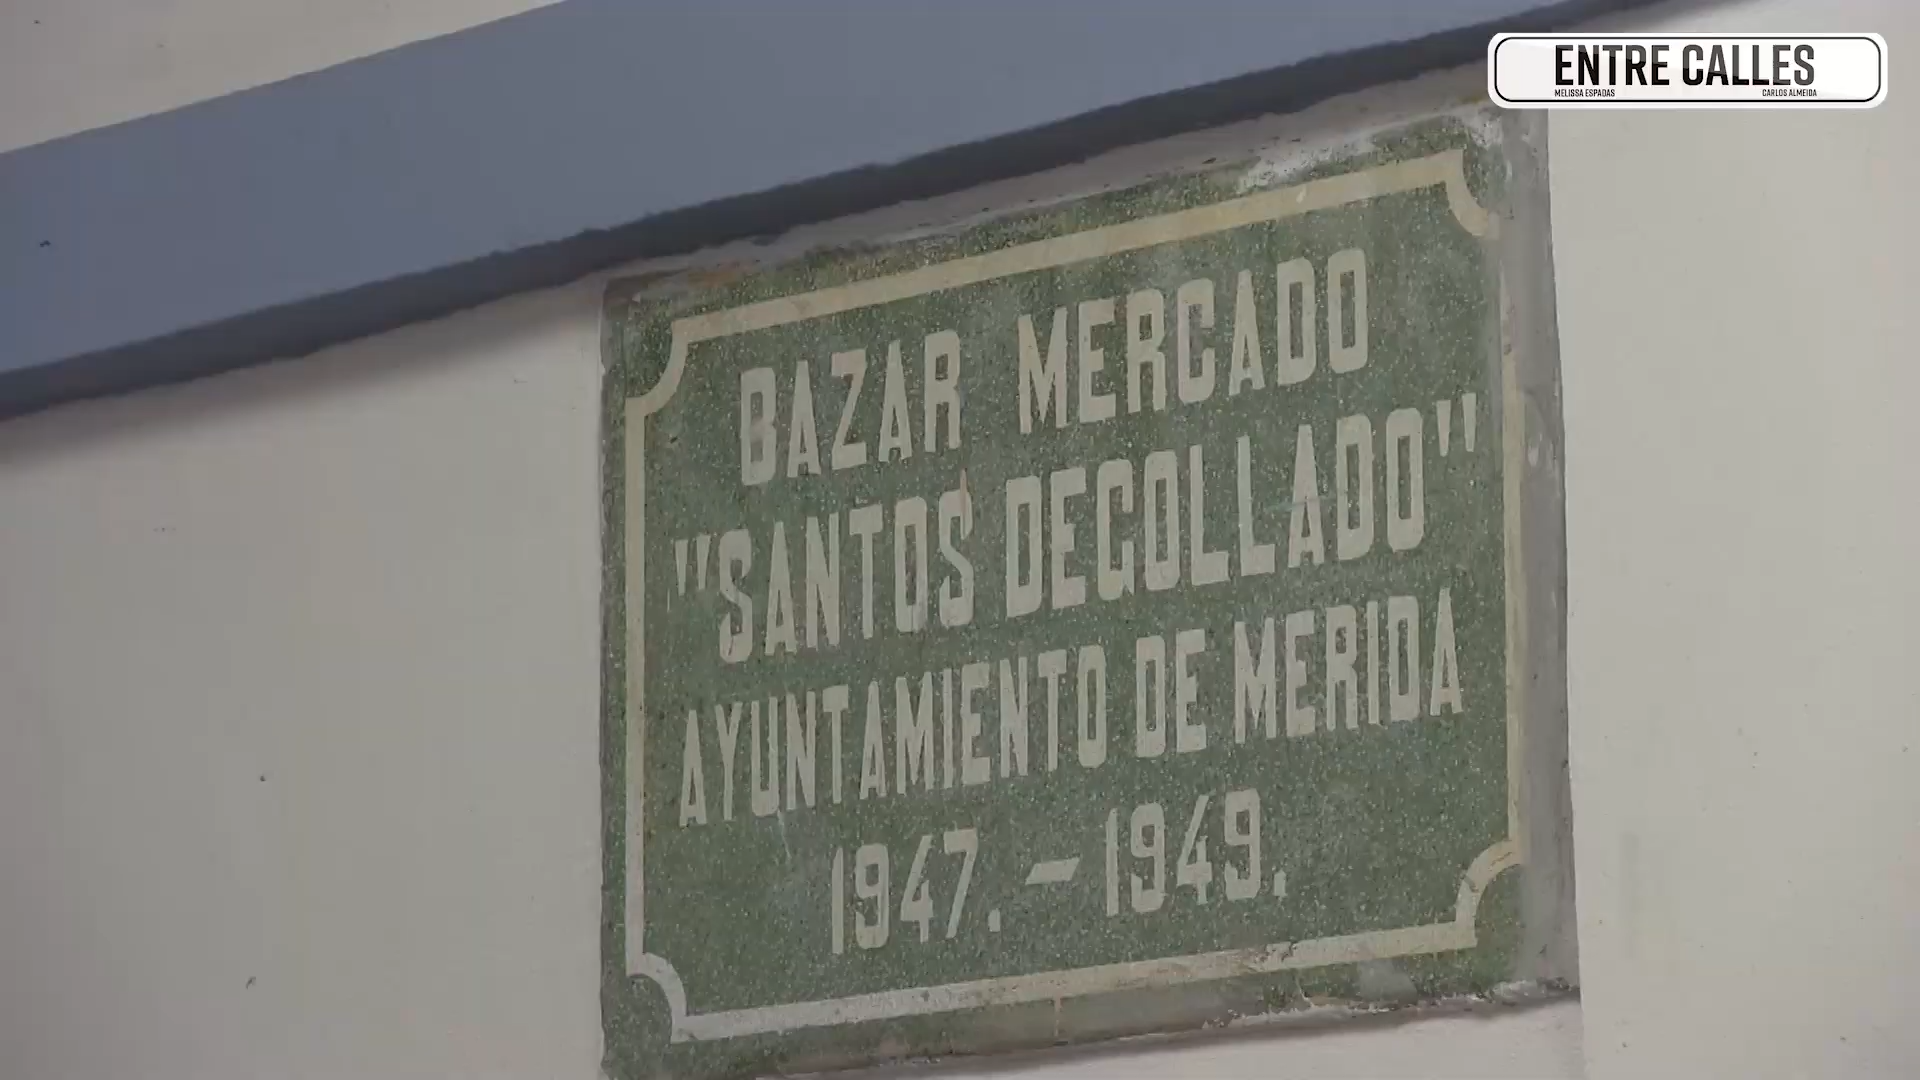 ENTRE CALLES
MELISSA ESPADAS CARLOS ALMEIDA
BAZAR MERCADO
"SANTOS DEGOLLADO"
AYUNTAMIENTO DE MERIDA
1947.-1949.